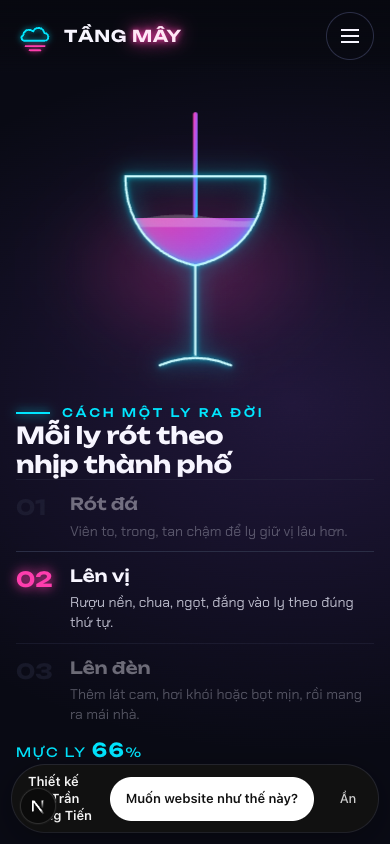 TẦNG MÂY
CÁCH MỘT LY RA ĐỜI
Mỗi ly rót theo
nhịp thành phố
01
Rót đá
Viên to, trong, tan chậm để ly giữ vị lâu hơn.
02
Lên vị
Rượu nền, chua, ngọt, đắng vào ly theo đúng
thứ tự.
03
Lên đèn
Thêm lát cam, hơi khói hoặc bọt mịn, rồi mang
ra mái nhà.
MỰC LY 66%
Thiết kế
Trần
Tiến
N
Muốn website như thế này?
Ẩn